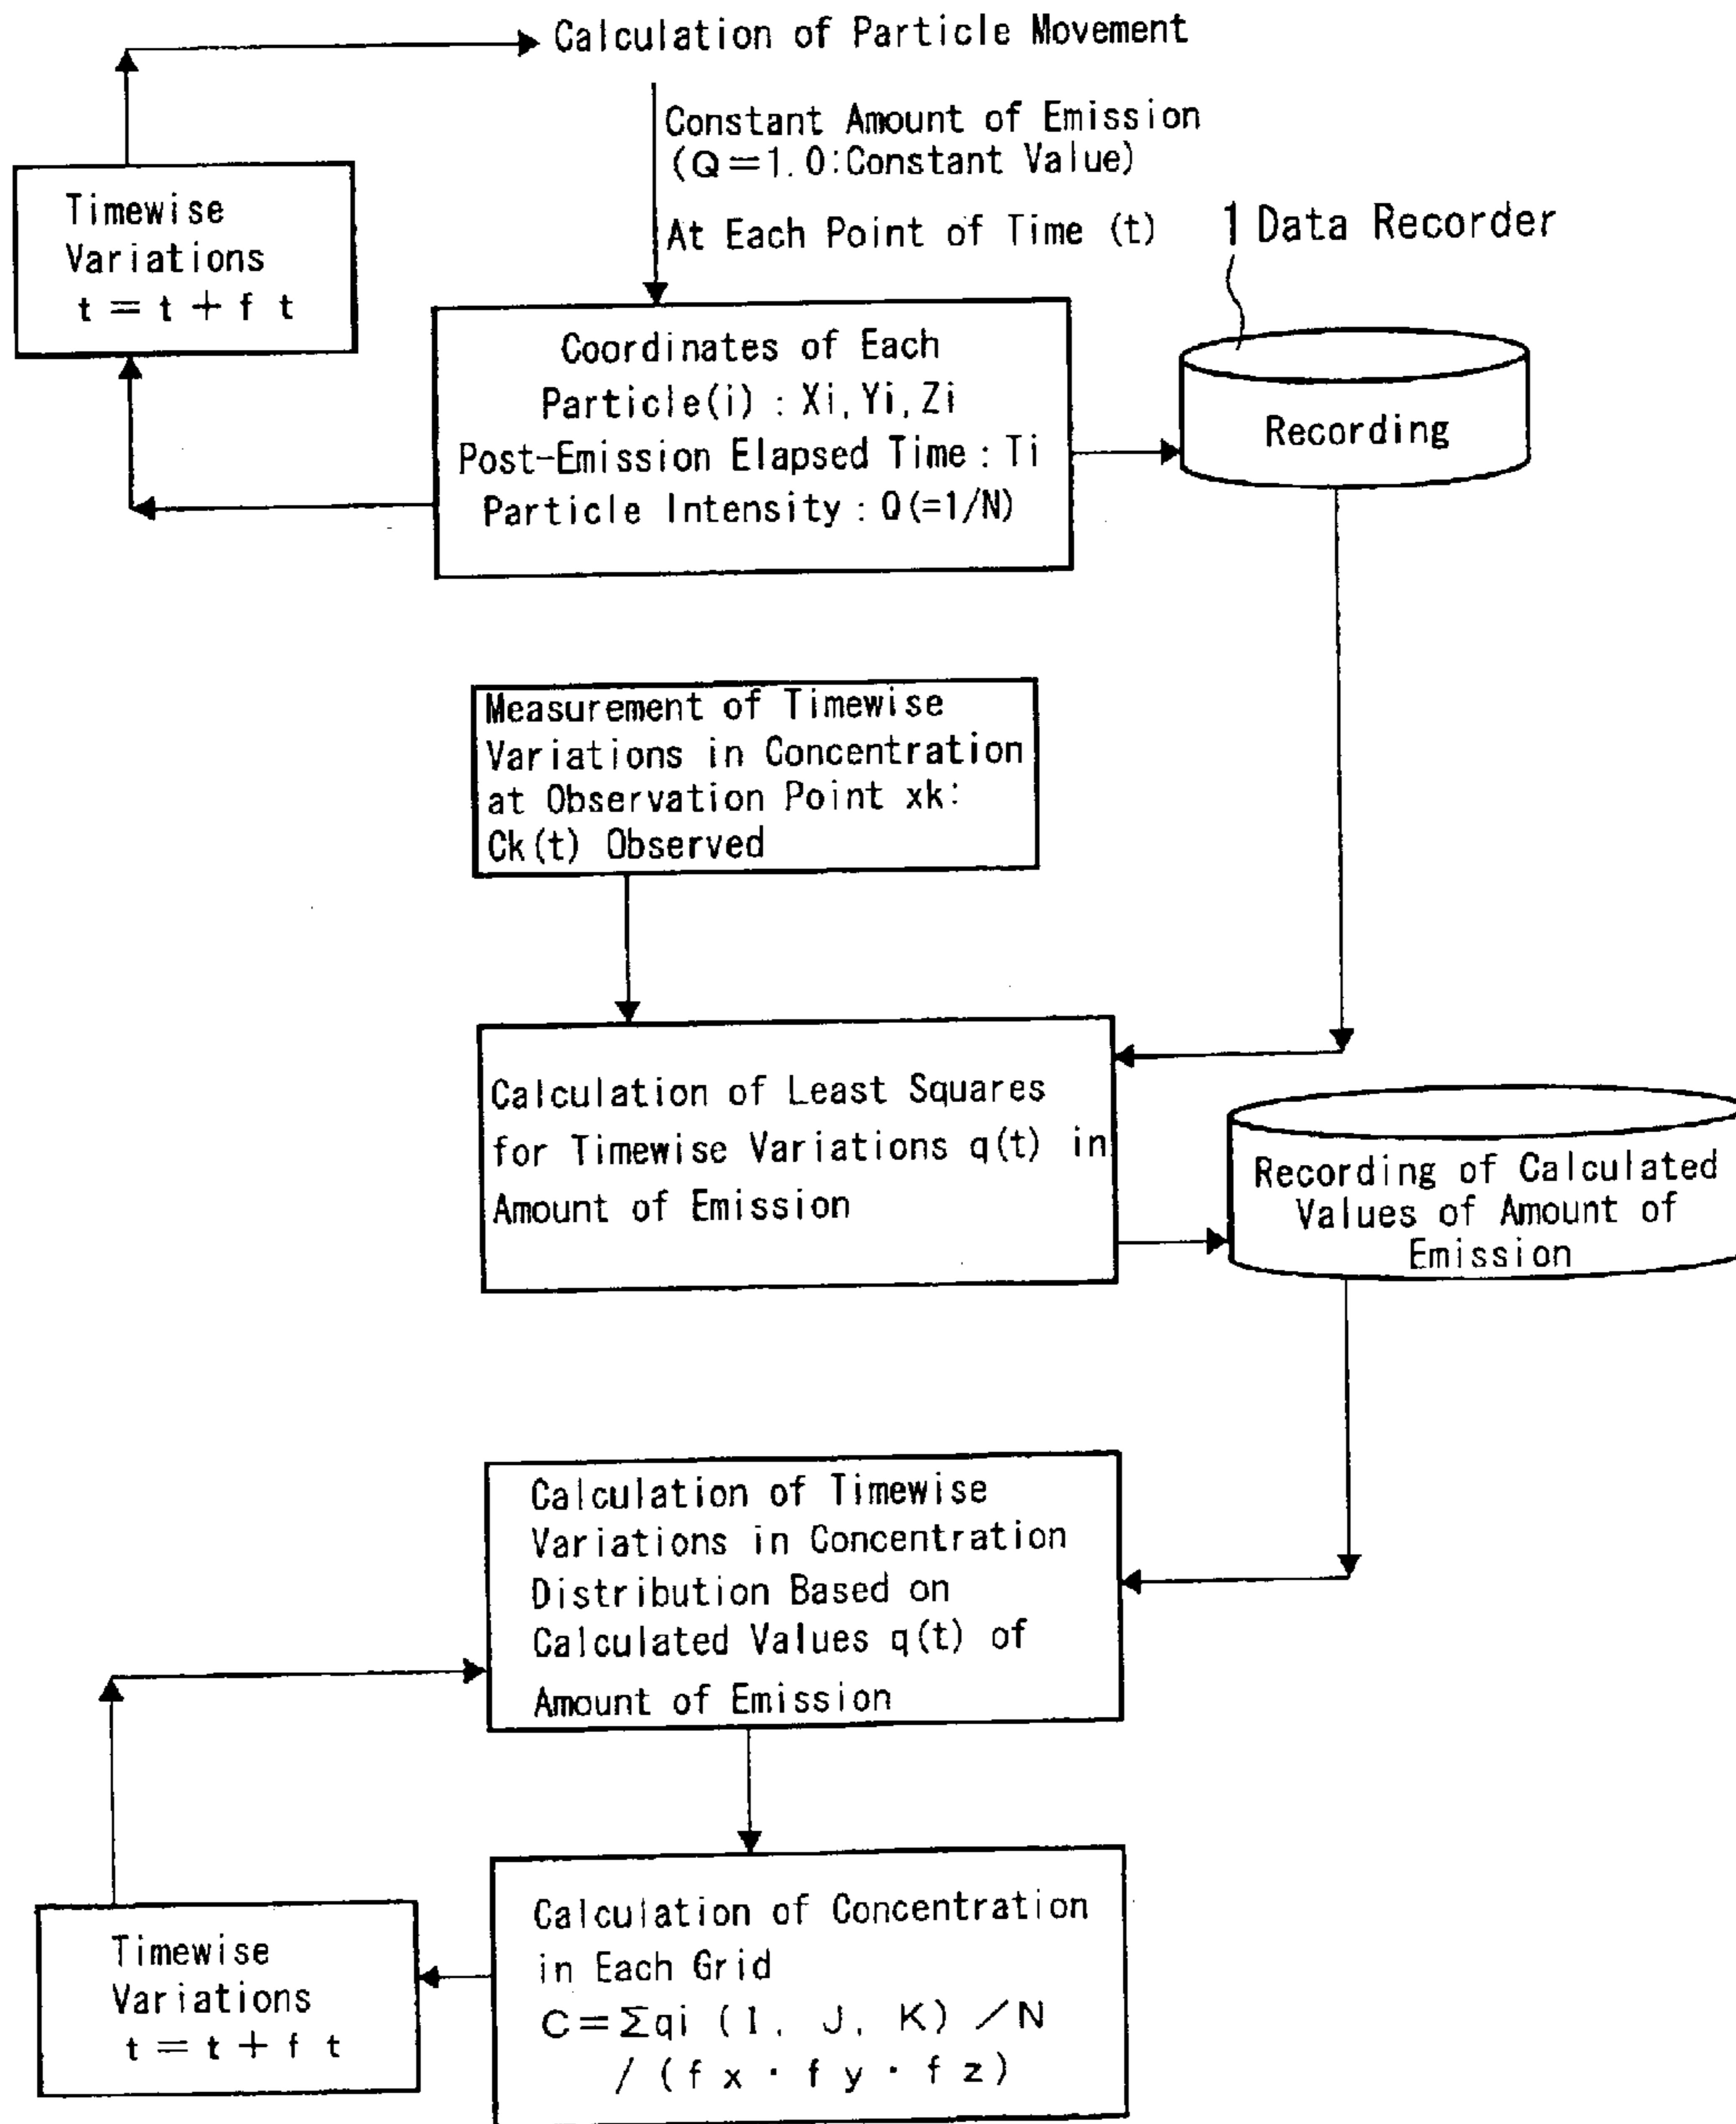 Calculation of Particle Movement
Constant Amount of Emission
(Q=1.0:Constant Value)
At Each Point of Time (t)
Timewise
Variations
t = t + f t
1 Data Recorder
Coordinates of Each
Particle(i) : Xi, Yi, Zi
Post-Emission Elapsed Time : Ti
Particle Intensity : Q(=1/N)
Recording
Measurement of Timewise
Variations in Concentration
at Observation Point xk:
Ck(t) Observed
Calculation of Least Squares
for Timewise Variations q(t) in
Amount of Emission
Recording of Calculated
Values of Amount of
Emission
Calculation of Timewise
Variations in Concentration
Distribution Based on
Calculated Values q(t) of
Amount of Emission
Calculation of Concentration
in Each Grid
C=Σqi (I, J, K) /N
/ (f x · f y · f z)
Timewise
Variations
t = t + f t